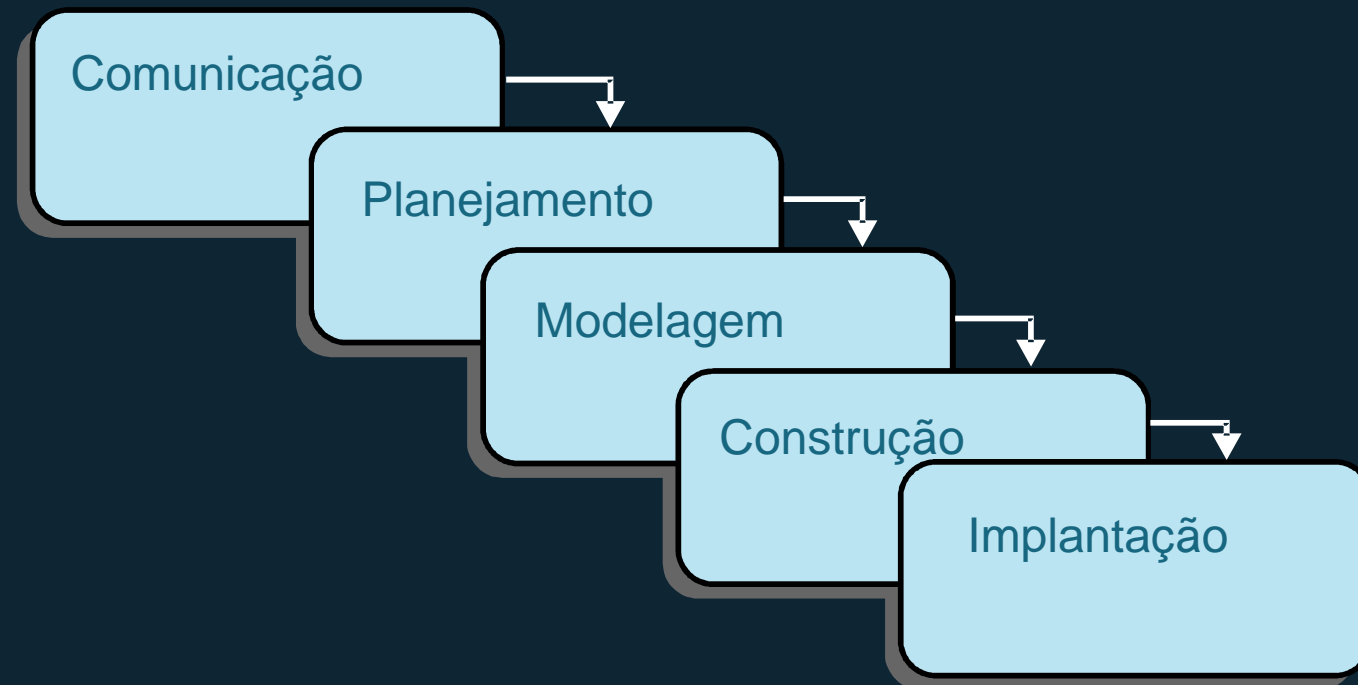 Comunicação
Planejamento
Modelagem
Construção
Implantação